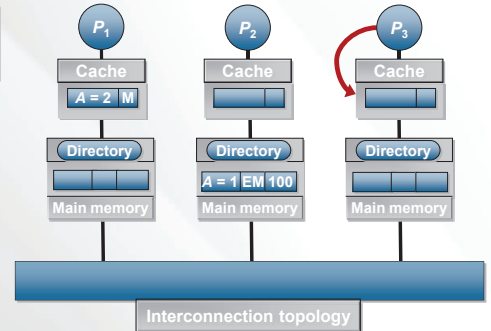 P1 P2 P3
Cache Cache Cache
A = 2 M
Directory Directory Directory
A = 1 EM 100
Main memory Main memory Main memory
Interconnection topology